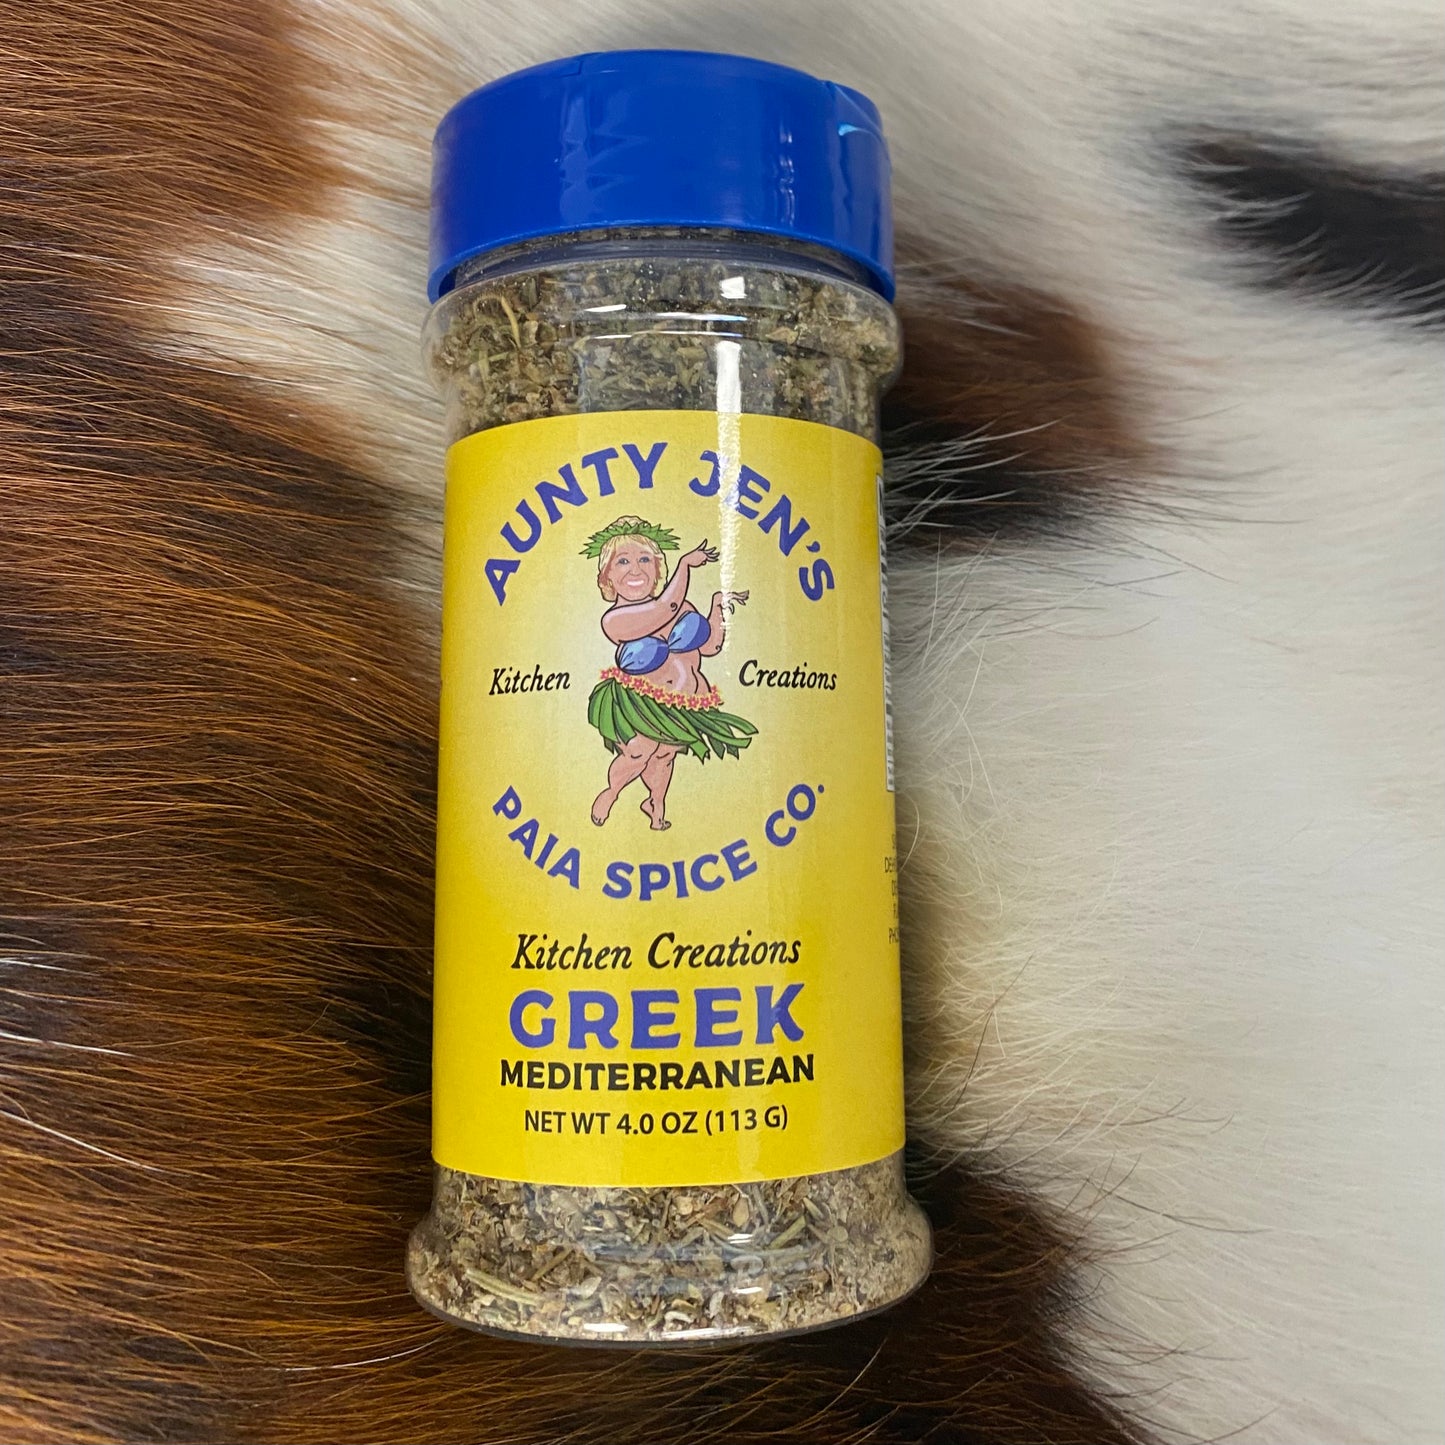 AUNTY JEN'S
Kitchen Creations
PAIA SPICE CO.
Kitchen Creations
GREEK
MEDITERRANEAN
NET WT 4.0 OZ (113 G)